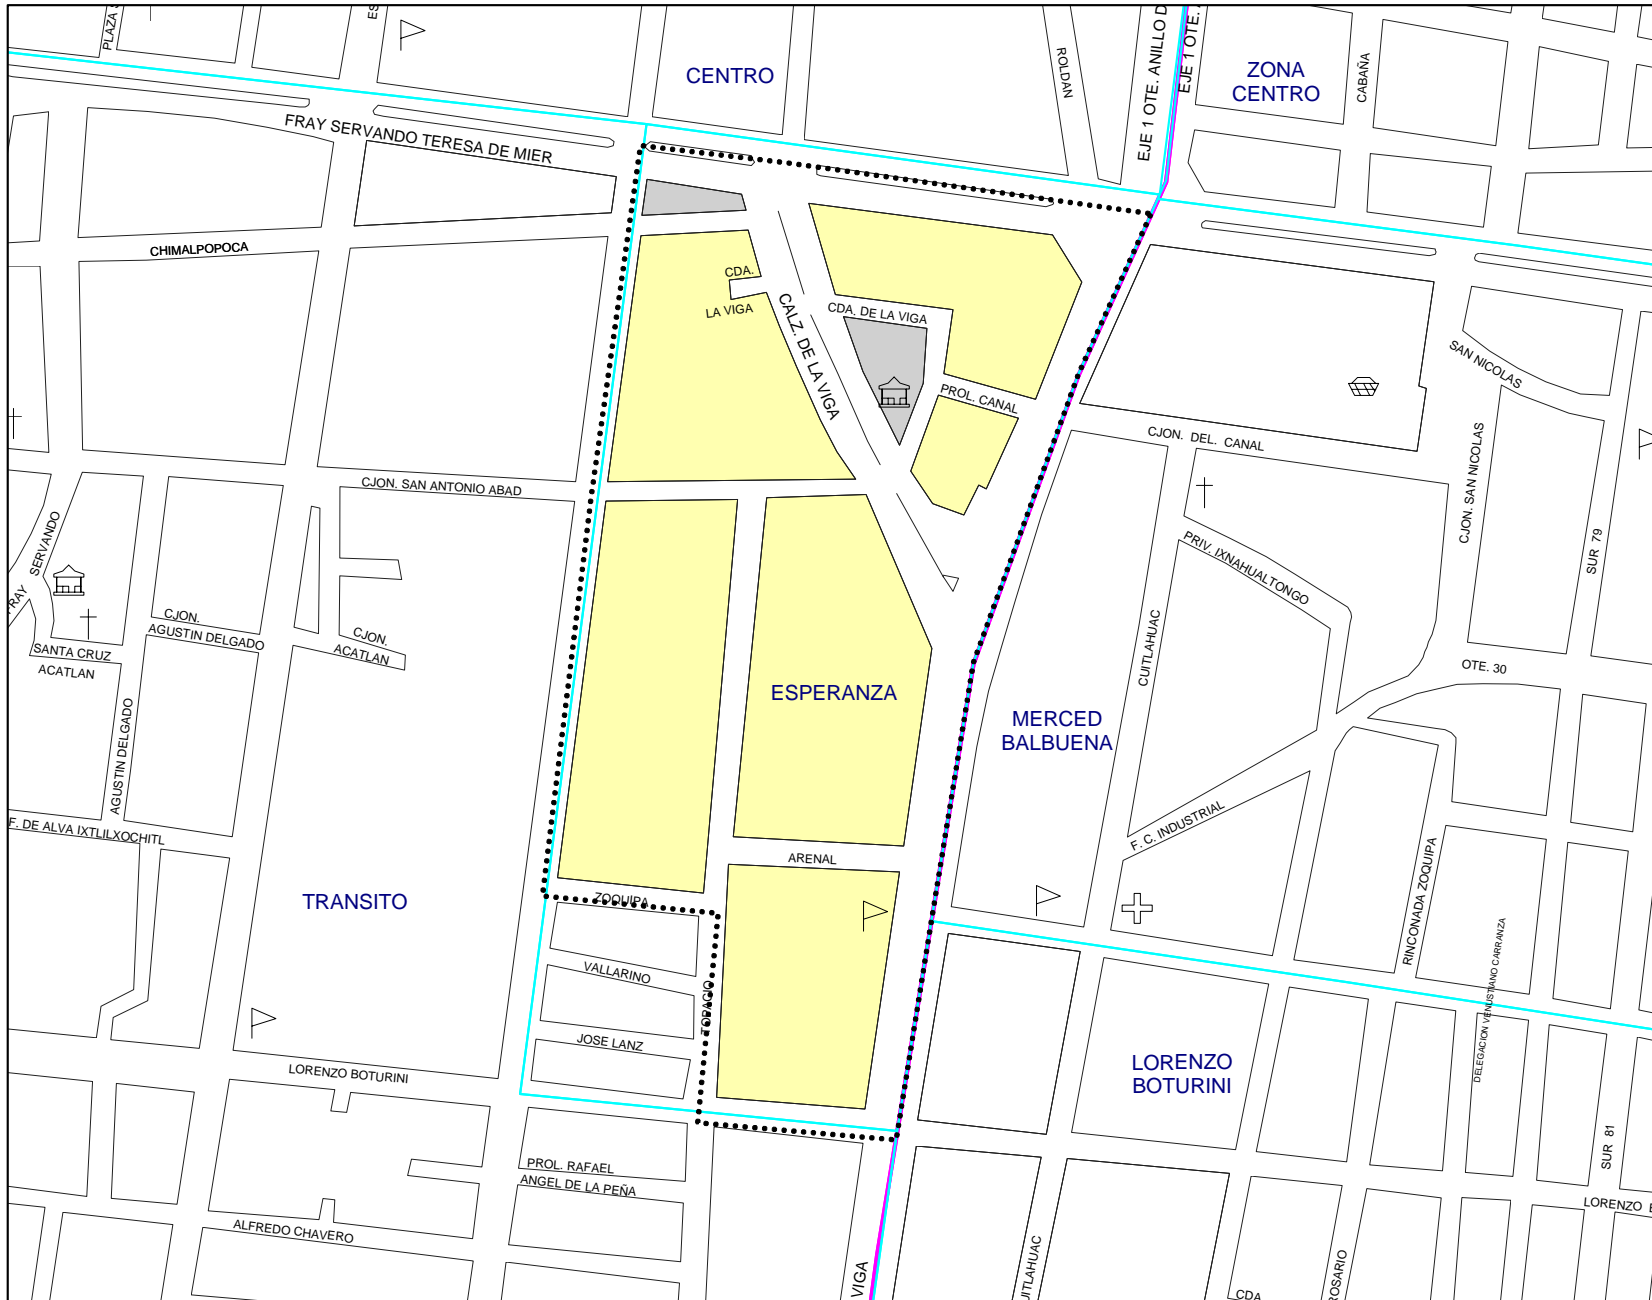 PLAZA
ES
CENTRO
ROLDAN
EJE 1 OTE. ANILLO D
EJE 1 OTE.
ZONA
CENTRO
CABAÑA
FRAY SERVANDO TERESA DE MIER
CHIMALPOPOCA
CDA.
LA VIGA
CALZ. DE LA VIGA
CDA. DE LA VIGA
PROL. CANAL
SAN NICOLAS
CJON. DEL. CANAL
CJON. SAN NICOLAS
CJON. SAN ANTONIO ABAD
SUR 79
FRAY SERVANDO
PRIV. IXNAHUALTONGO
CJON.
AGUSTIN DELGADO
CJON.
ACATLAN
SANTA CRUZ
ACATLAN
CUITLAHUAC
OTE. 30
ESPERANZA
MERCED
BALBUENA
AGUSTIN DELGADO
F. DE ALVA IXTLILXOCHITL
F. C. INDUSTRIAL
ARENAL
RINCONADA ZOQUIPA
TRANSITO
ZOQUIPA
VALLARINO
TOPACIO
DELEGACION VENUSTIANO CARRANZA
JOSE LANZ
LORENZO BOTURINI
LORENZO
BOTURINI
SUR 81
PROL. RAFAEL
ANGEL DE LA PEÑA
ALFREDO CHAVERO
LORENZO
VIGA
UITLAHUAC
ROSARIO
CDA